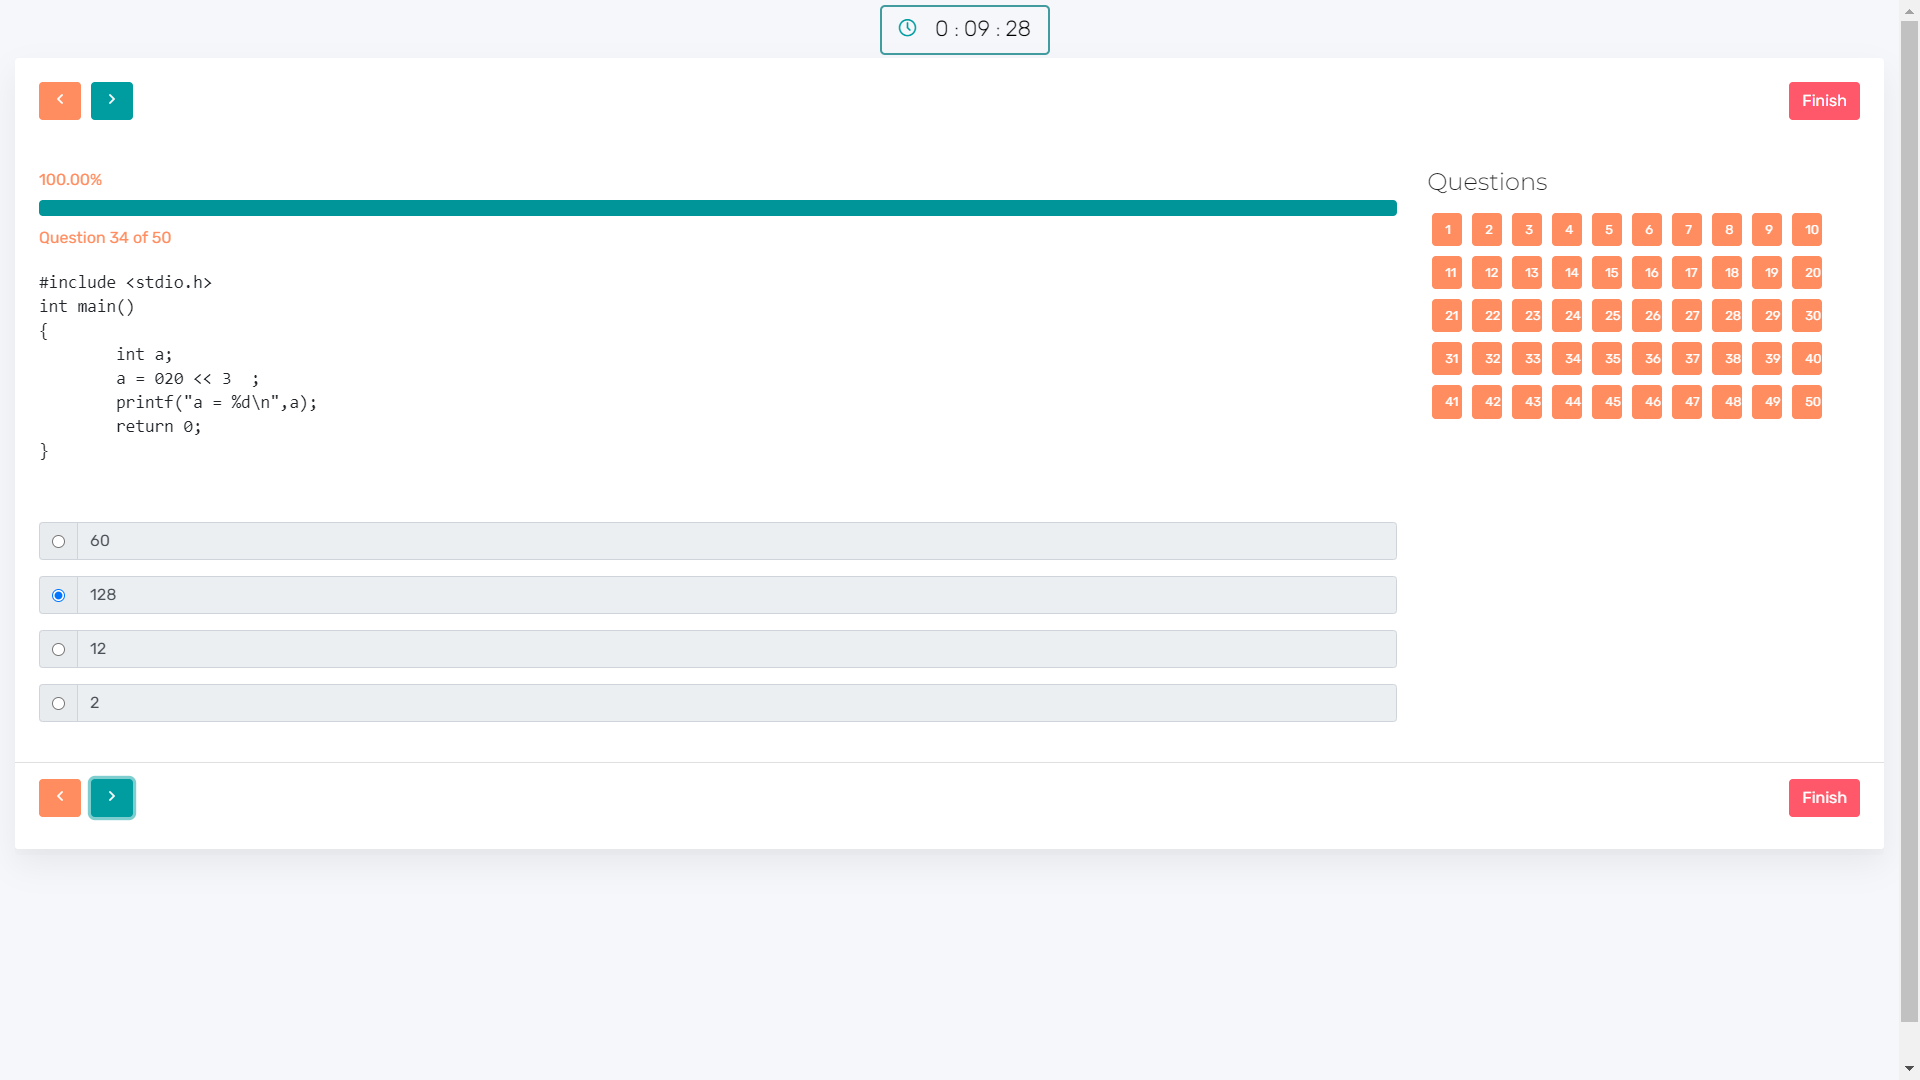 0 : 09 : 28
Finish
100.00%
Question 34 of 50
#include <stdio.h>
int main()
{
        int a;
        a = 020 << 3  ;
        printf("a = %d\n",a);
        return 0;
}
60
128
12
2
Questions
1 2 3 4 5 6 7 8 9 10
11 12 13 14 15 16 17 18 19 20
21 22 23 24 25 26 27 28 29 30
31 32 33 34 35 36 37 38 39 40
41 42 43 44 45 46 47 48 49 50
Finish